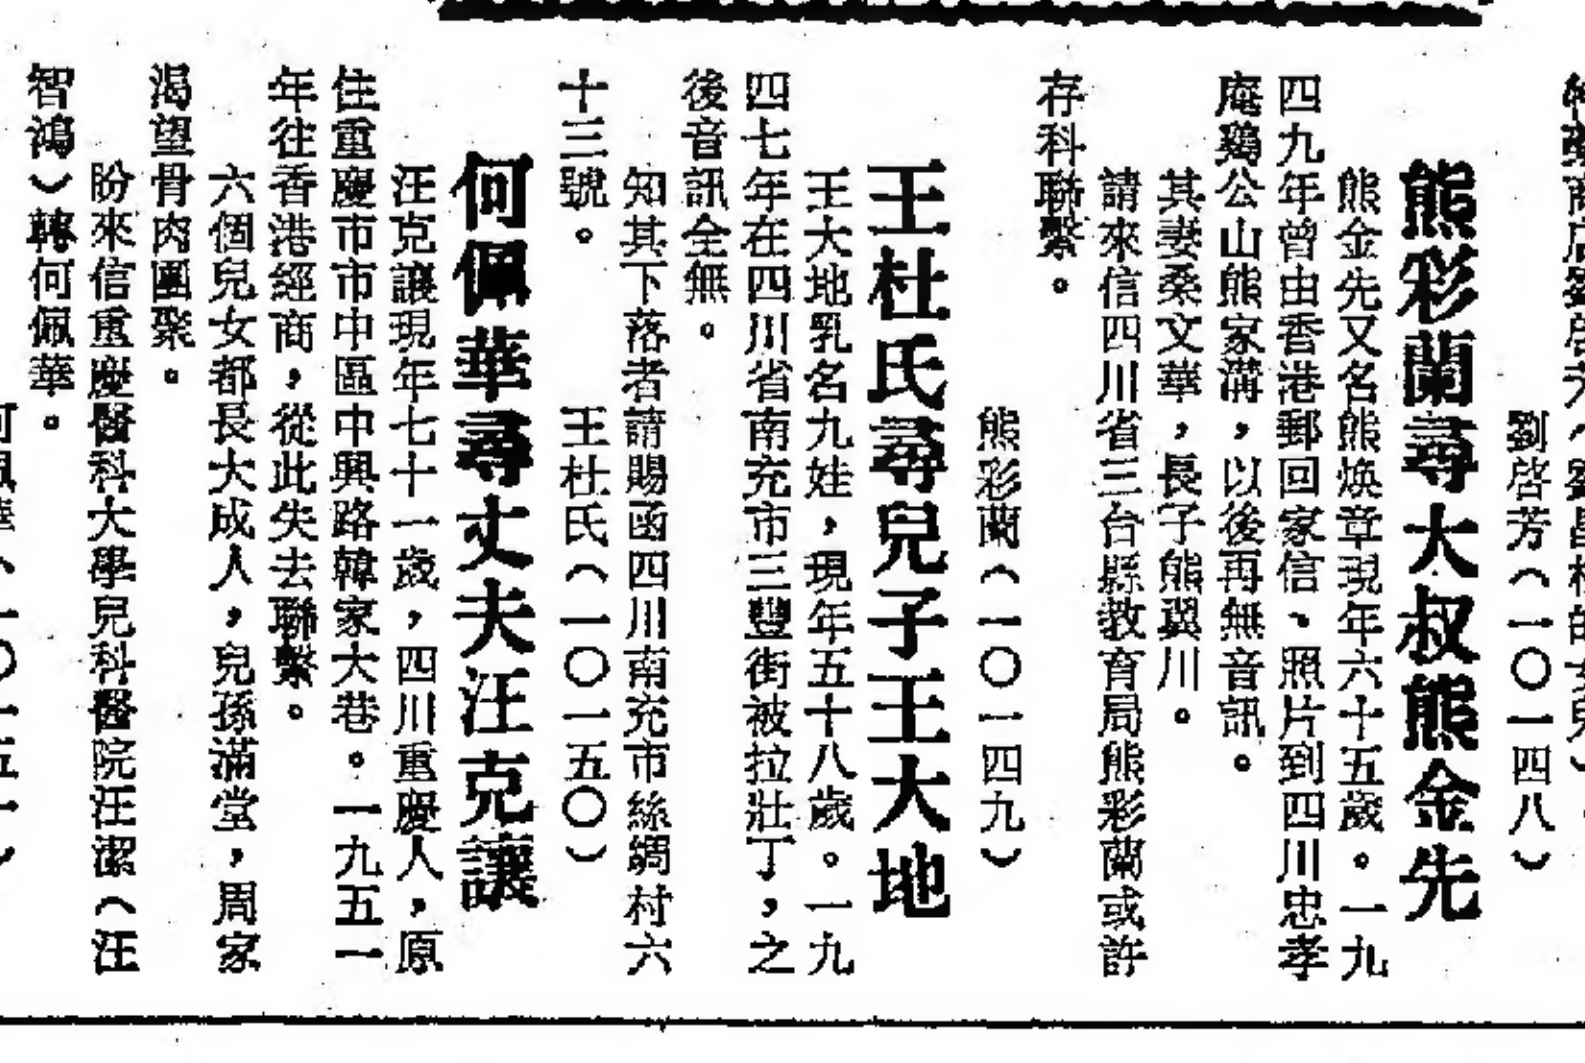 劉啓芳（一〇一四八）
熊彩蘭尋大叔熊金先
熊金先又名熊煥章現年六十五歲。一九
四九年曾由香港郵回家信、照片到四川忠孝
庵鷄公山熊家溝，以後再無音訊。
其妻桑文華，長子熊翼川。
請來信四川省三台縣教育局熊彩蘭或許
存科聯繫。
熊彩蘭（一〇一四九）
王杜氏尋兒子王大地
王大地乳名九娃，現年五十八歲。一九
四七年在四川省南充市三豐街被拉壯丁，之
後音訊全無。
知其下落者請賜函四川南充市絲綢村六
十三號。
王杜氏（一〇一五〇）
何佩華尋丈夫汪克讓
汪克讓現年七十一歲，四川重慶人，原
住重慶市市中區中興路韓家大巷。一九五一
年往香港經商，從此失去聯繫。
六個兒女都長大成人，兒孫滿堂，周家
渴望骨肉團聚。
盼來信重慶醫科大學兒科醫院汪潔（汪
智鴻）轉何佩華。